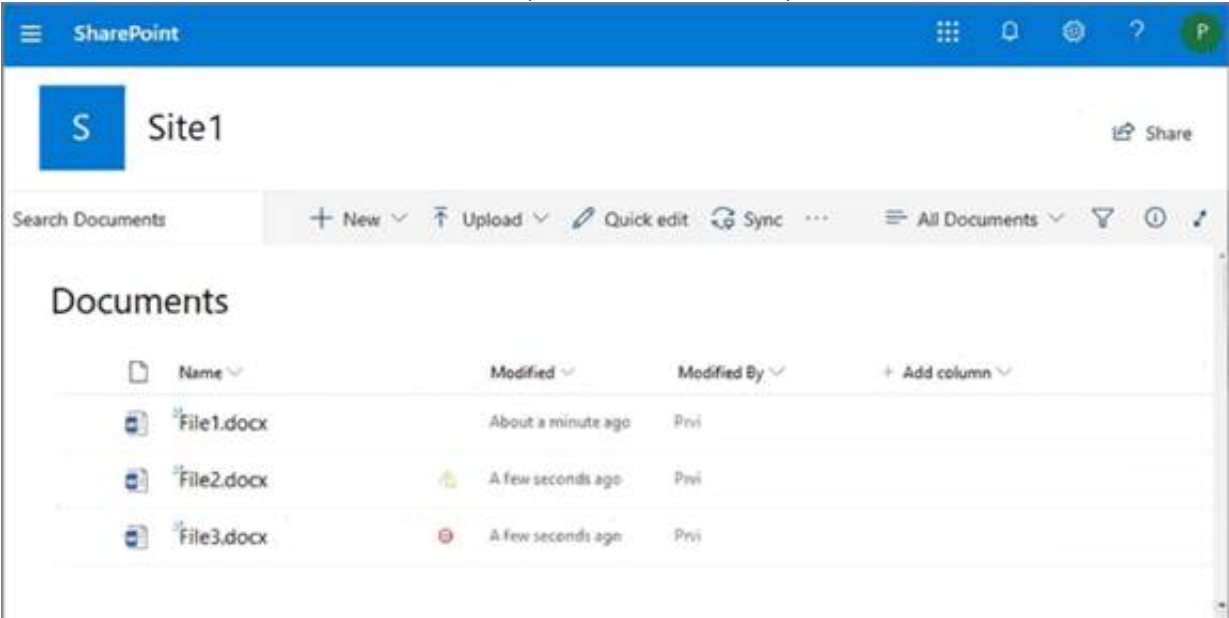 SharePoint ? P
S Site1 Share
Search Documents + New Upload Quick edit Sync ... All Documents
Documents
Name Modified Modified By + Add column
File1.docx About a minute ago Prvi
File2.docx A few seconds ago Prvi
File3.docx A few seconds ago Prvi